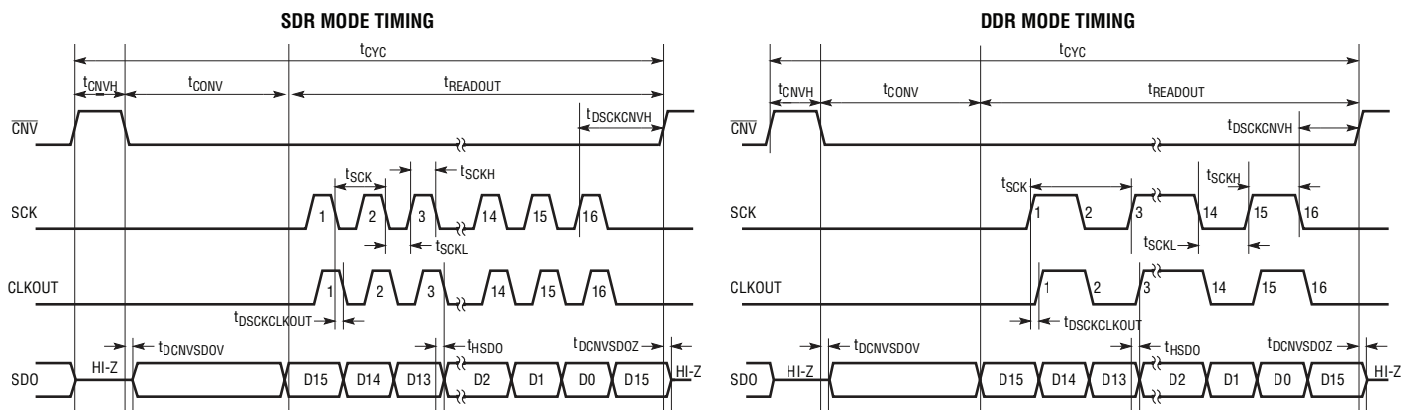 SDR MODE TIMING
tCYC
tCNVH tCONV tREADOUT
tDSCKCNVH
CNV
tSCK tSCKH
SCK 1 2 3 14 15 16
tSCKL
CLKOUT 1 2 3 14 15 16
tDSCKCLKOUT
tDCNVSDOV tHSDO tDCNVSDOZ
SDO HI-Z D15 D14 D13 D2 D1 D0 D15 HI-Z
DDR MODE TIMING
tCYC
tCNVH tCONV tREADOUT
tDSCKCNVH
CNV
tSCK tSCKH
SCK 1 2 3 14 15 16
tSCKL
CLKOUT 1 2 3 14 15 16
tDSCKCLKOUT
tDCNVSDOV tHSDO tDCNVSDOZ
SDO HI-Z D15 D14 D13 D2 D1 D0 D15 HI-Z